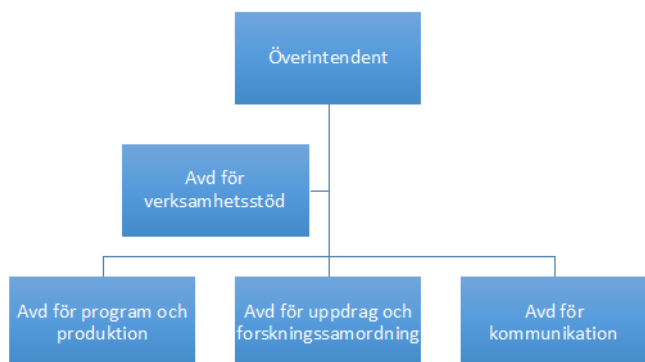 Överintendent
Avd för
verksamhetsstöd
Avd för program och
produktion
Avd för uppdrag och
forskningssamordning
Avd för
kommunikation